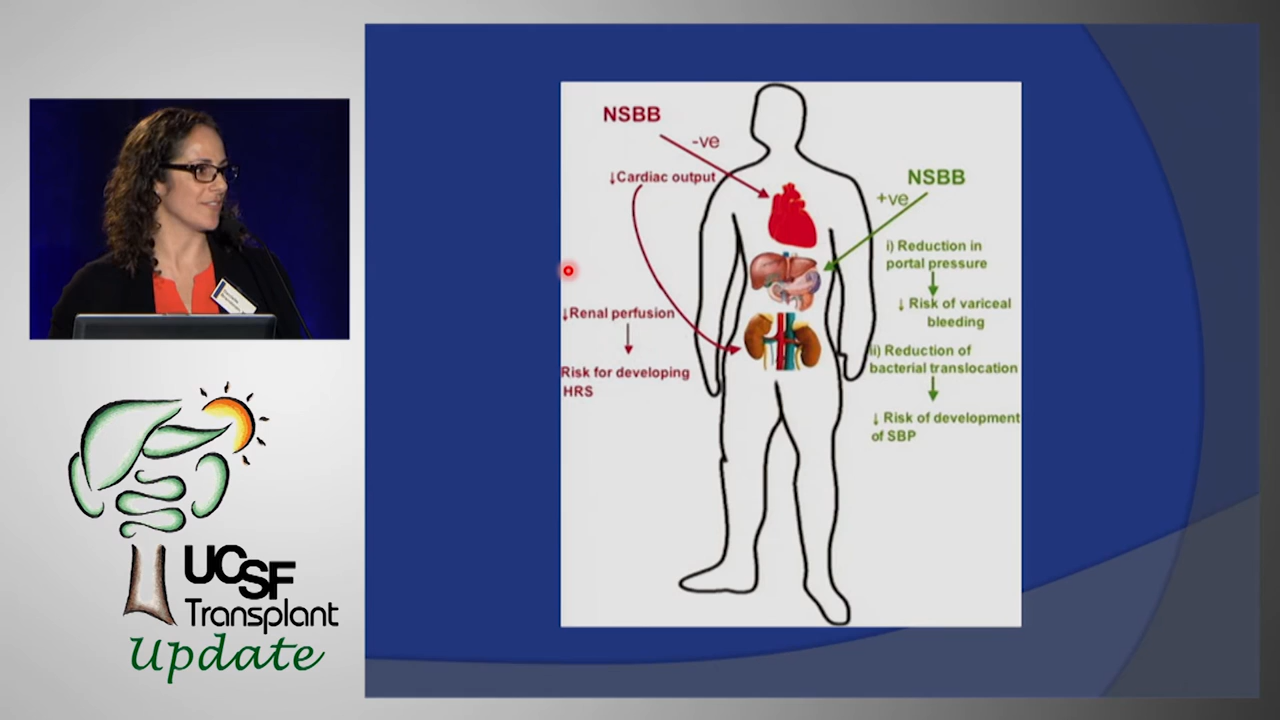 NSBB
-ve
↓Cardiac output
↓Renal perfusion
Risk for developing
HRS
NSBB
+ve
i) Reduction in
portal pressure
↓ Risk of variceal
bleeding
ii) Reduction of
bacterial translocation
↓ Risk of development
of SBP
UCSF
Transplant
Update